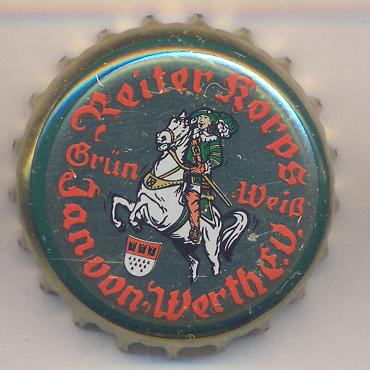 Reiter Korps
Grün Weiß
Jan von Werth E.V.